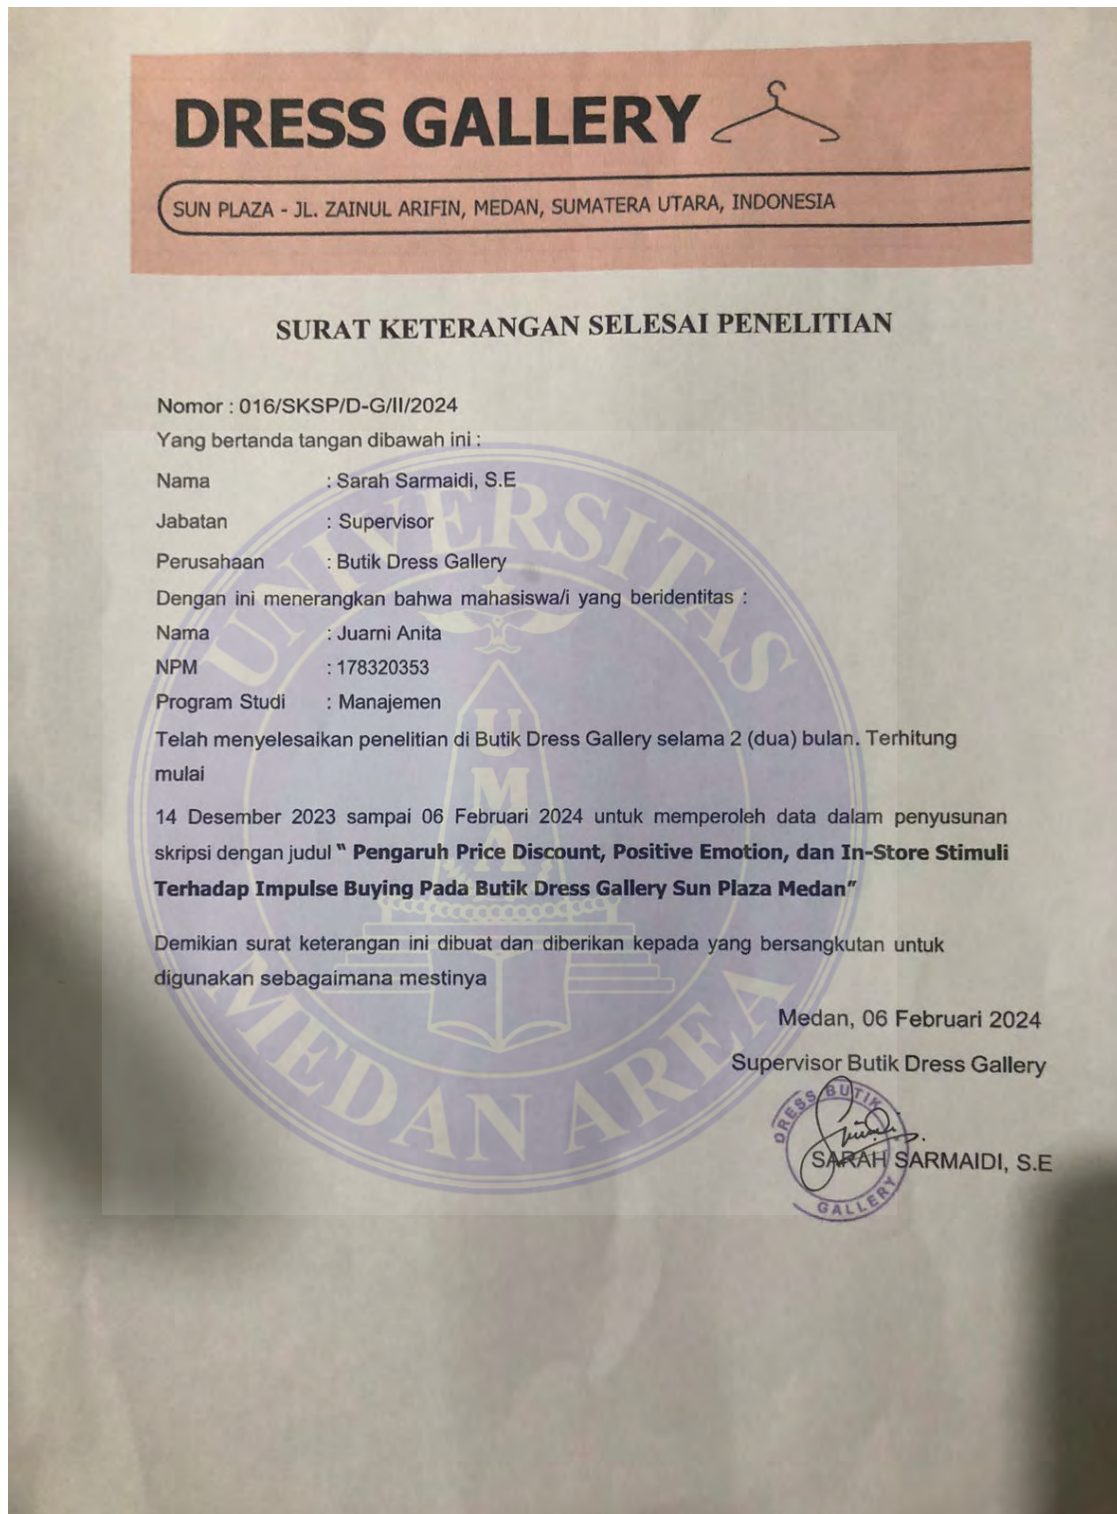 DRESS GALLERY
SUN PLAZA - JL. ZAINUL ARIFIN, MEDAN, SUMATERA UTARA, INDONESIA
SURAT KETERANGAN SELESAI PENELITIAN
Nomor : 016/SKSP/D-G/II/2024
Yang bertanda tangan dibawah ini :
Nama : Sarah Sarmaidi, S.E
Jabatan : Supervisor
Perusahaan : Butik Dress Gallery
Dengan ini menerangkan bahwa mahasiswa/i yang beridentitas :
Nama : Juarni Anita
NPM : 178320353
Program Studi : Manajemen
Telah menyelesaikan penelitian di Butik Dress Gallery selama 2 (dua) bulan. Terhitung
mulai
14 Desember 2023 sampai 06 Februari 2024 untuk memperoleh data dalam penyusunan
skripsi dengan judul “ Pengaruh Price Discount, Positive Emotion, dan In-Store Stimuli
Terhadap Impulse Buying Pada Butik Dress Gallery Sun Plaza Medan”
Demikian surat keterangan ini dibuat dan diberikan kepada yang bersangkutan untuk
digunakan sebagaimana mestinya
Medan, 06 Februari 2024
Supervisor Butik Dress Gallery
DRESS BUTIK
GALLERY
SARAH SARMAIDI, S.E
UNIVERSITAS
UMA
MEDAN AREA